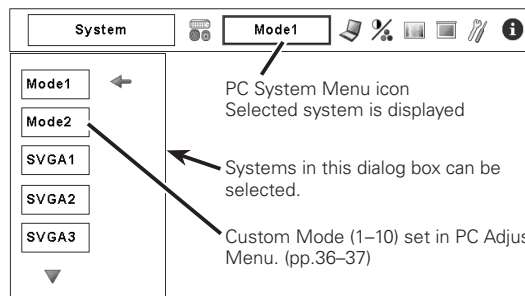 System Mode1
Mode1
Mode2
SVGA1
SVGA2
SVGA3
PC System Menu icon
Selected system is displayed
Systems in this dialog box can be
selected.
Custom Mode (1–10) set in PC Adjus
Menu. (pp.36–37)